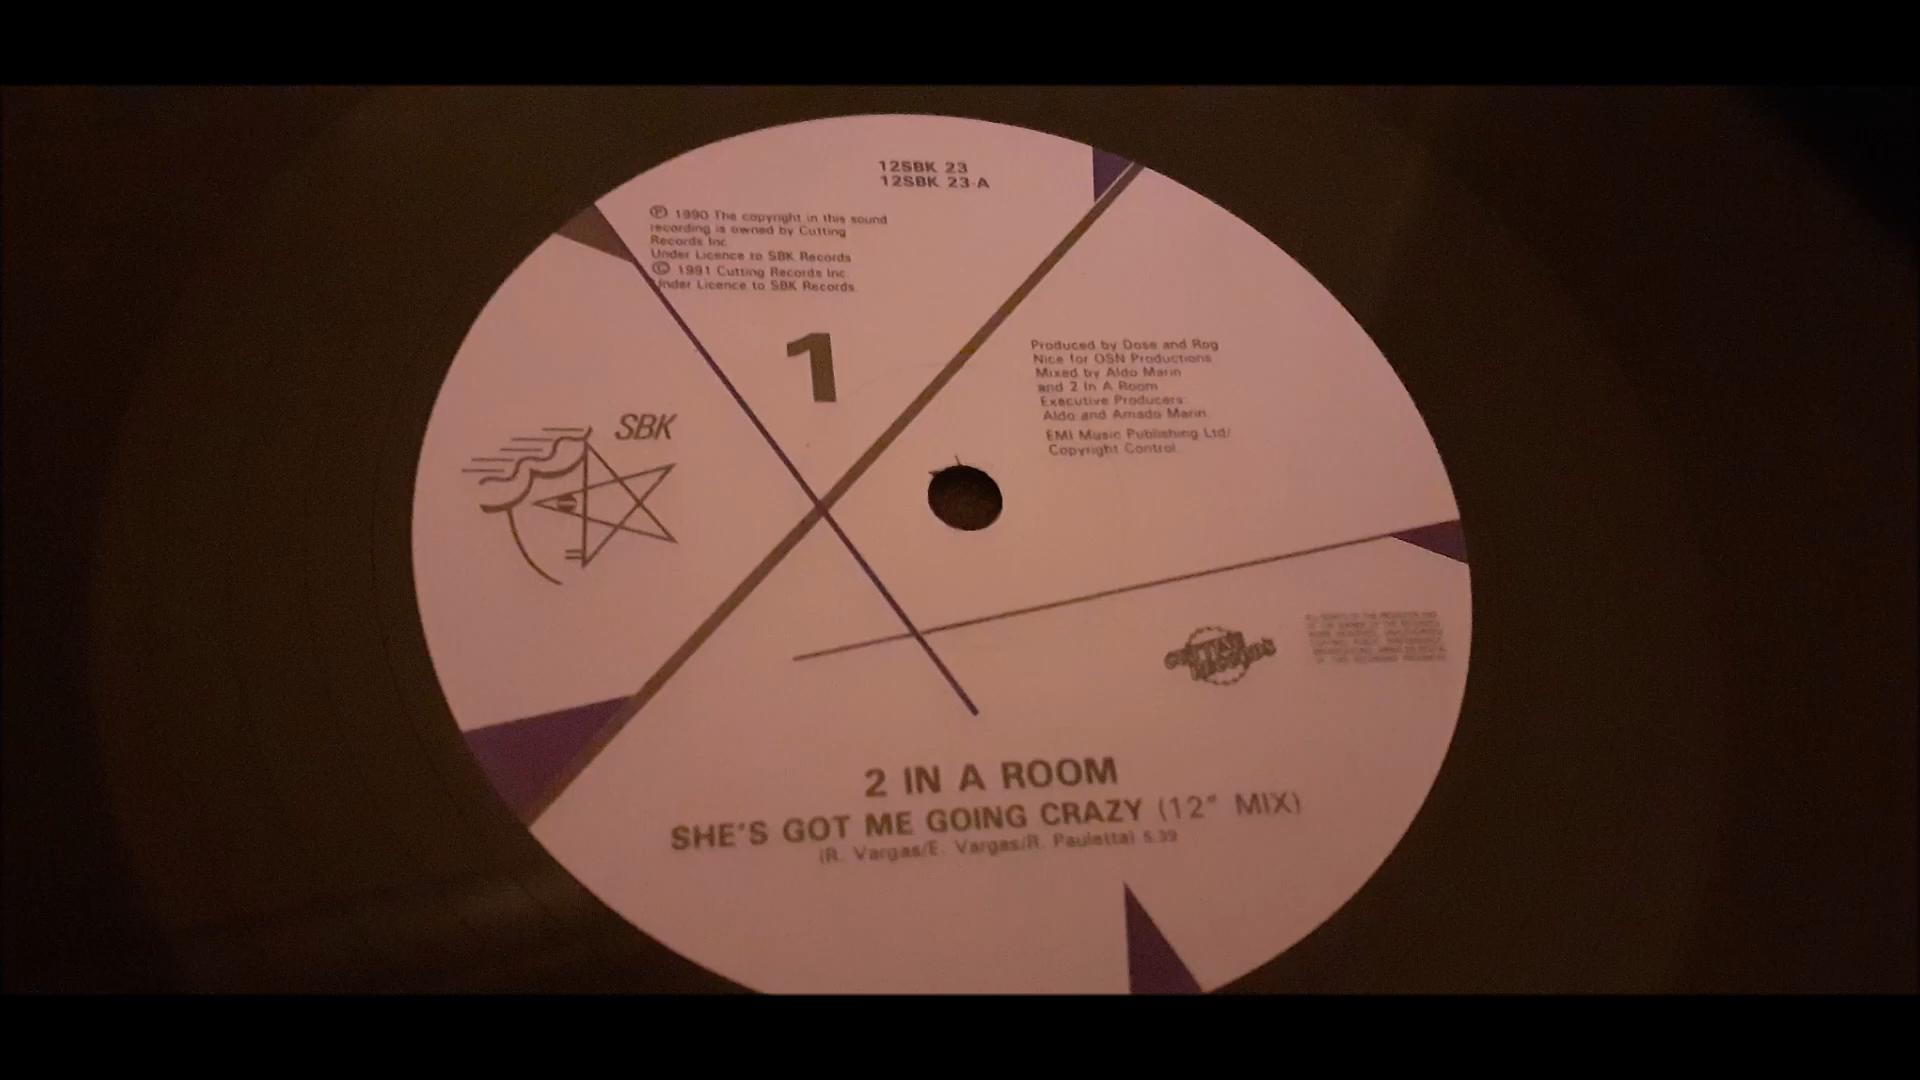 12SBK 23
12SBK 23-A
Ⓟ 1990 The copyright in this sound
recording is owned by Cutting
Records Inc.
Under Licence to SBK Records
© 1991 Cutting Records Inc.
Under Licence to SBK Records.
1
SBK
Produced by Dose and Rog
Nice for OSN Productions
Mixed by Aldo Marin
and 2 In A Room
Executive Producers:
Aldo and Amado Marin
EMI Music Publishing Ltd/
Copyright Control
CUTTING
RECORDS
2 IN A ROOM
SHE'S GOT ME GOING CRAZY (12" MIX)
(R. Vargas/E. Vargas/R. Pauletta) 5.39